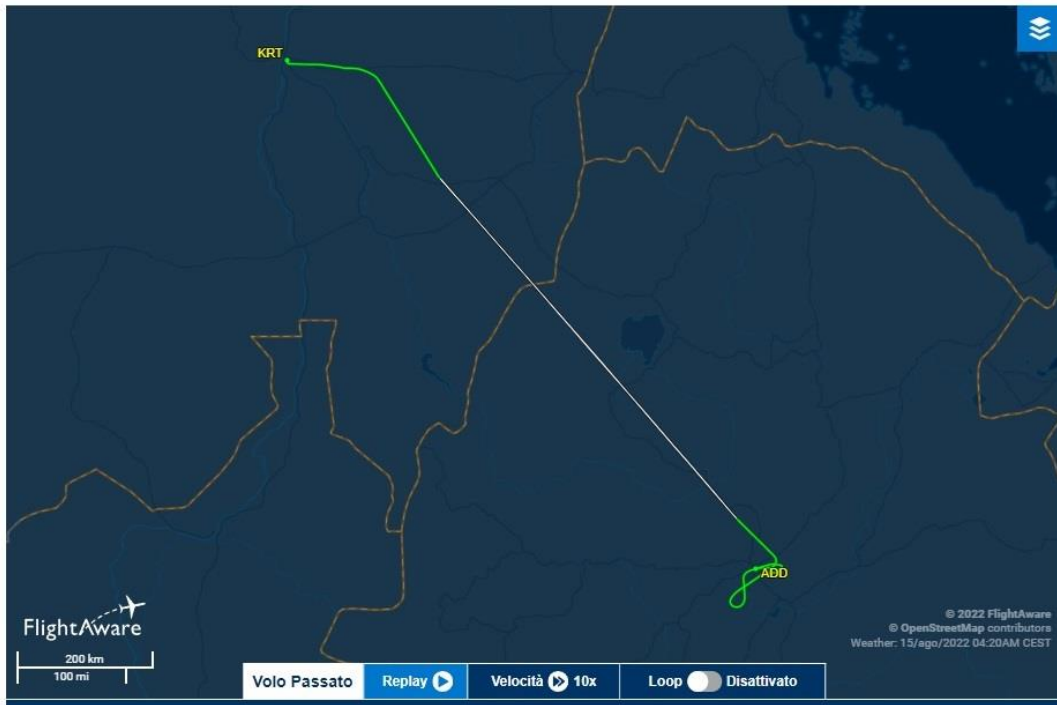 KRT
ADD
FlightAware
200 km
100 mi
© 2022 FlightAware
© OpenStreetMap contributors
Weather: 15/ago/2022 04:20AM CEST
Volo Passato
Replay
Velocità 10x
Loop Disattivato